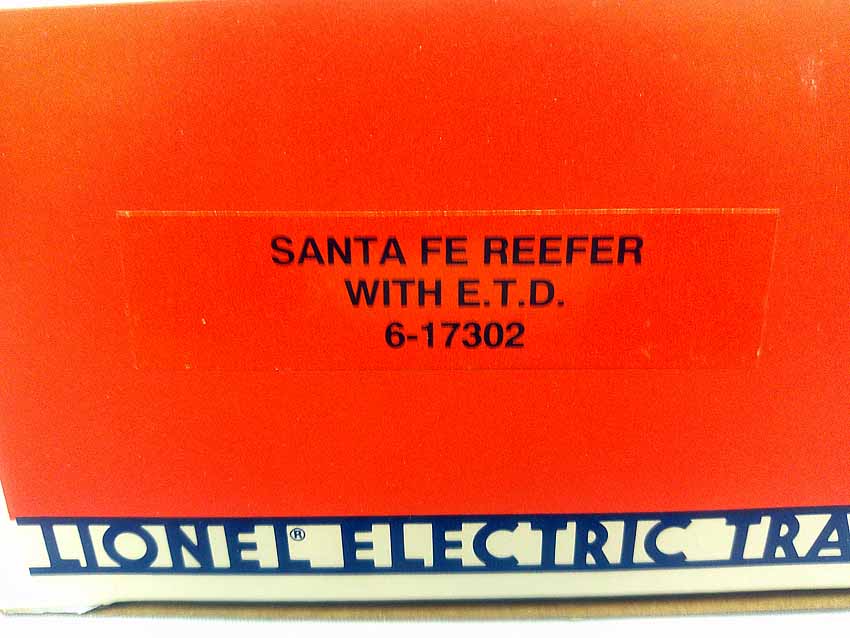 SANTA FE REEFER
WITH E.T.D.
6-17302
LIONEL® ELECTRIC TRA